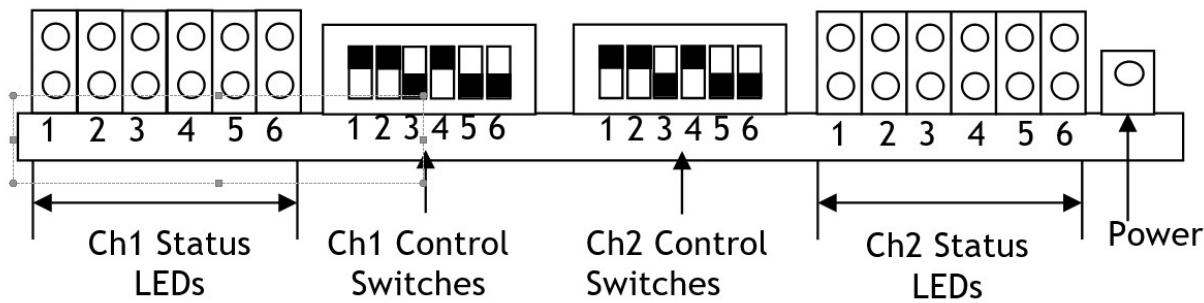 1 2 3 4 5 6 1 2 3 4 5 6 1 2 3 4 5 6 1 2 3 4 5 6
Ch1 Status
LEDs
Ch1 Control
Switches
Ch2 Control
Switches
Ch2 Status
LEDs
Power